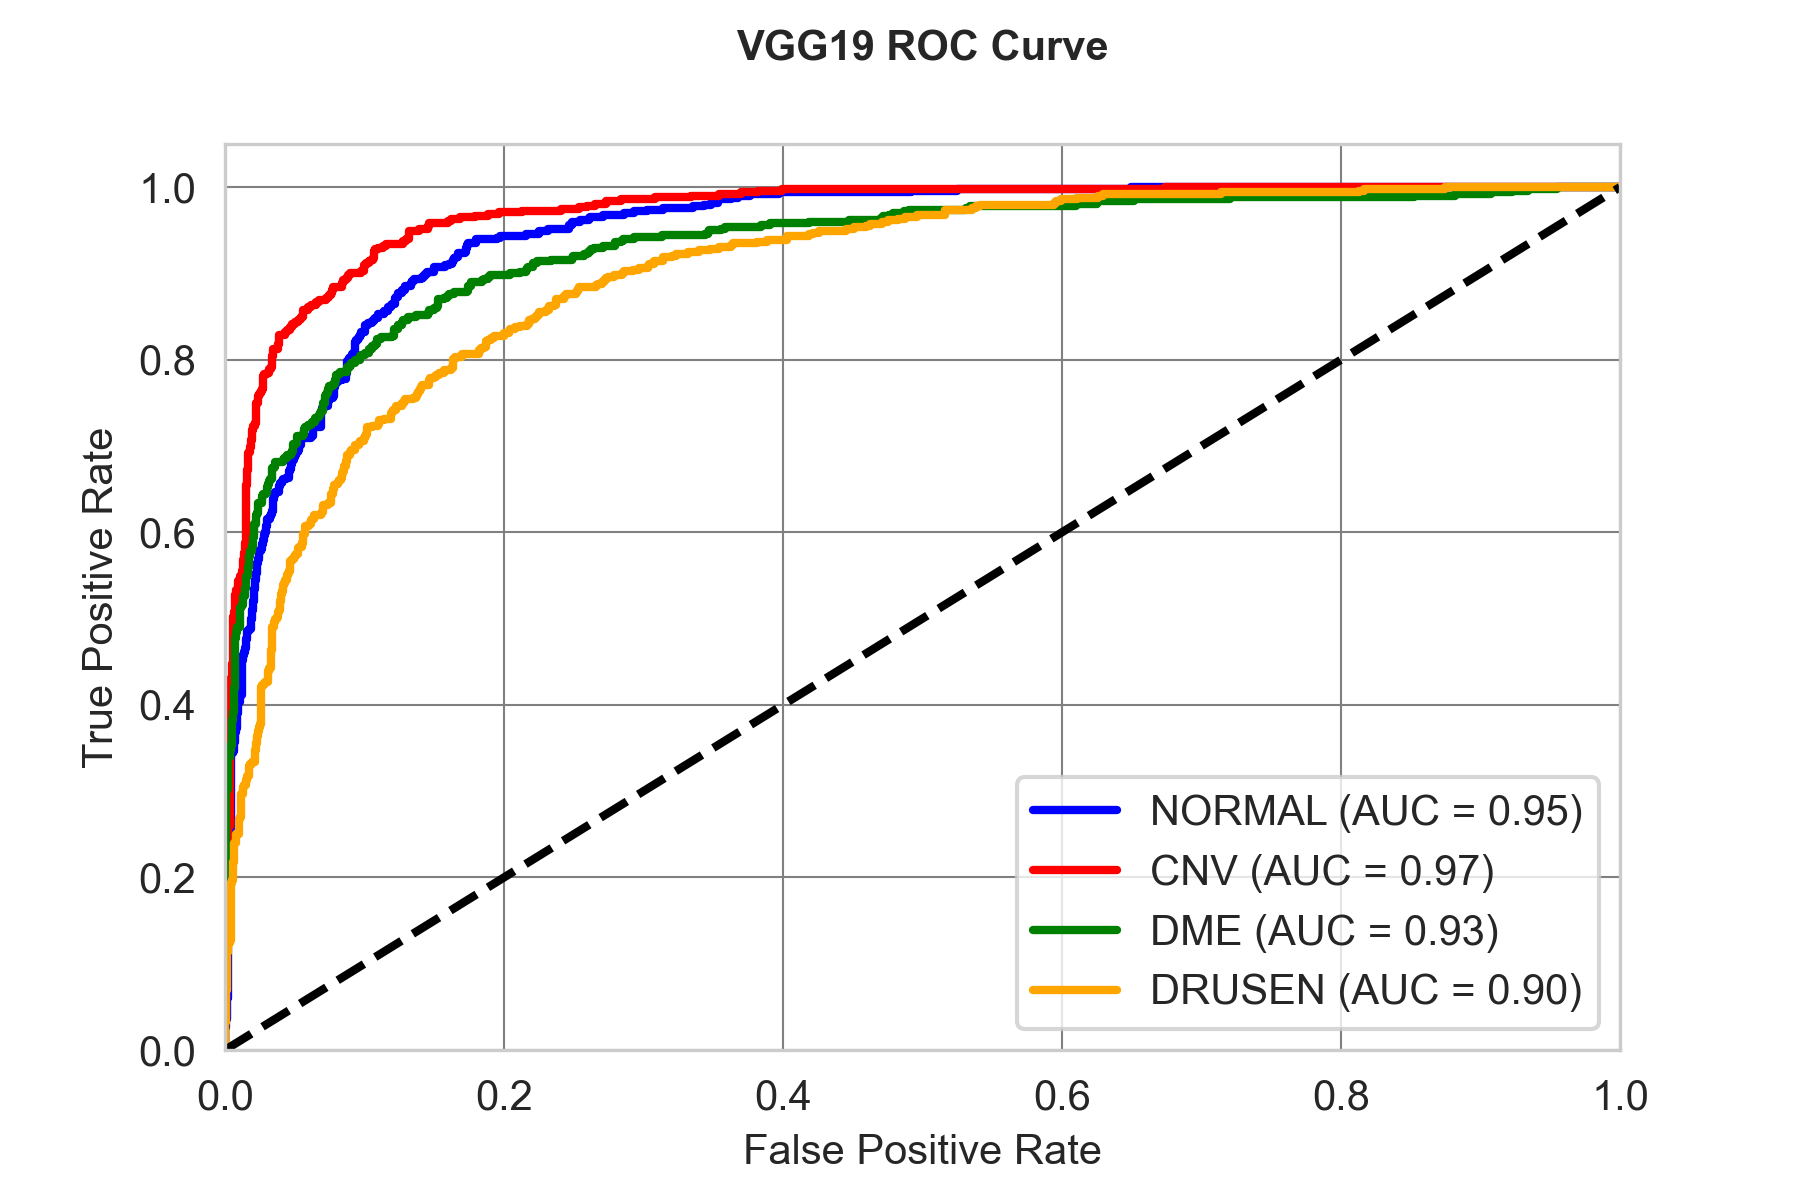 VGG19 ROC Curve
1.0
0.8
0.6
0.4
0.2
0.0
True Positive Rate
NORMAL (AUC = 0.95)
CNV (AUC = 0.97)
DME (AUC = 0.93)
DRUSEN (AUC = 0.90)
0.0 0.2 0.4 0.6 0.8 1.0
False Positive Rate